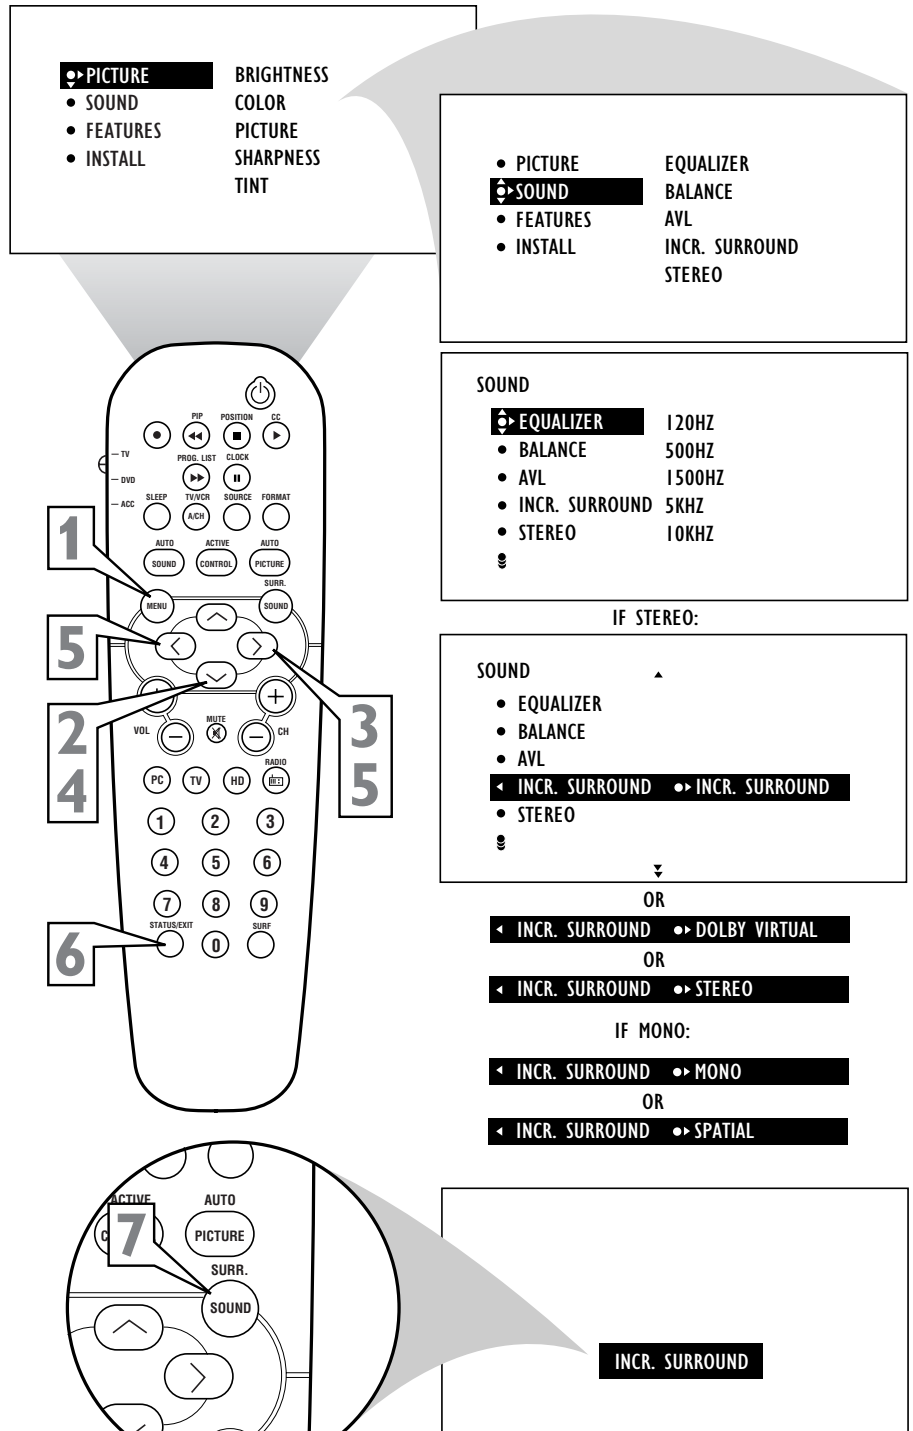 PICTURE BRIGHTNESS
SOUND COLOR
FEATURES PICTURE
INSTALL SHARPNESS
TINT
PICTURE EQUALIZER
SOUND BALANCE
FEATURES AVL
INSTALL INCR. SURROUND
STEREO
SOUND
EQUALIZER 120HZ
BALANCE 500HZ
AVL 1500HZ
INCR. SURROUND 5KHZ
STEREO 10KHZ
IF STEREO:
SOUND
EQUALIZER
BALANCE
AVL
INCR. SURROUND INCR. SURROUND
STEREO
OR
INCR. SURROUND DOLBY VIRTUAL
OR
INCR. SURROUND STEREO
IF MONO:
INCR. SURROUND MONO
OR
INCR. SURROUND SPATIAL
PIP POSITION CC
TV
PROG. LIST CLOCK
DVD
ACC
SLEEP TV/VCR SOURCE FORMAT
A/CH
AUTO ACTIVE AUTO
SOUND CONTROL PICTURE
SURR.
MENU SOUND
1
5
2
4
3
5
MUTE
VOL CH
RADIO
PC TV HD
1 2 3
4 5 6
7 8 9
STATUS/EXIT SURF
0
6
ACTIVE AUTO
C PICTURE
7
SURR.
SOUND
INCR. SURROUND